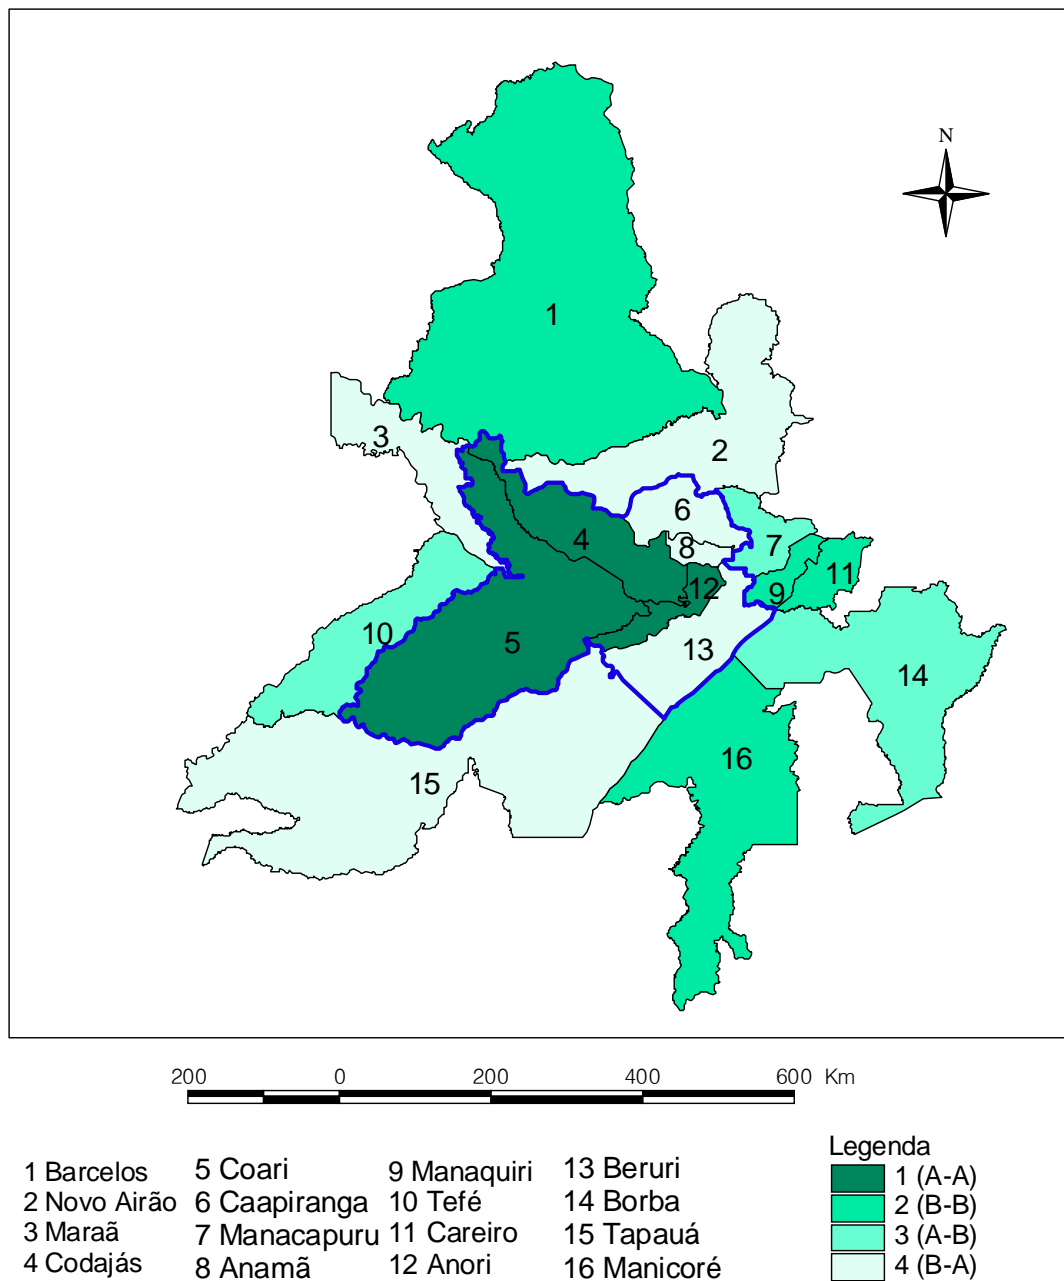 N
1
2
3
6
4
7
8
11
12
9
10
5
13
14
16
15
200 0 200 400 600 Km
Legenda
1 Barcelos 5 Coari 9 Manaquiri 13 Beruri 1 (A-A)
2 Novo Airão 6 Caapiranga 10 Tefé 14 Borba 2 (B-B)
3 Maraã 7 Manacapuru 11 Careiro 15 Tapauá 3 (A-B)
4 Codajás 8 Anamã 12 Anori 16 Manicoré 4 (B-A)